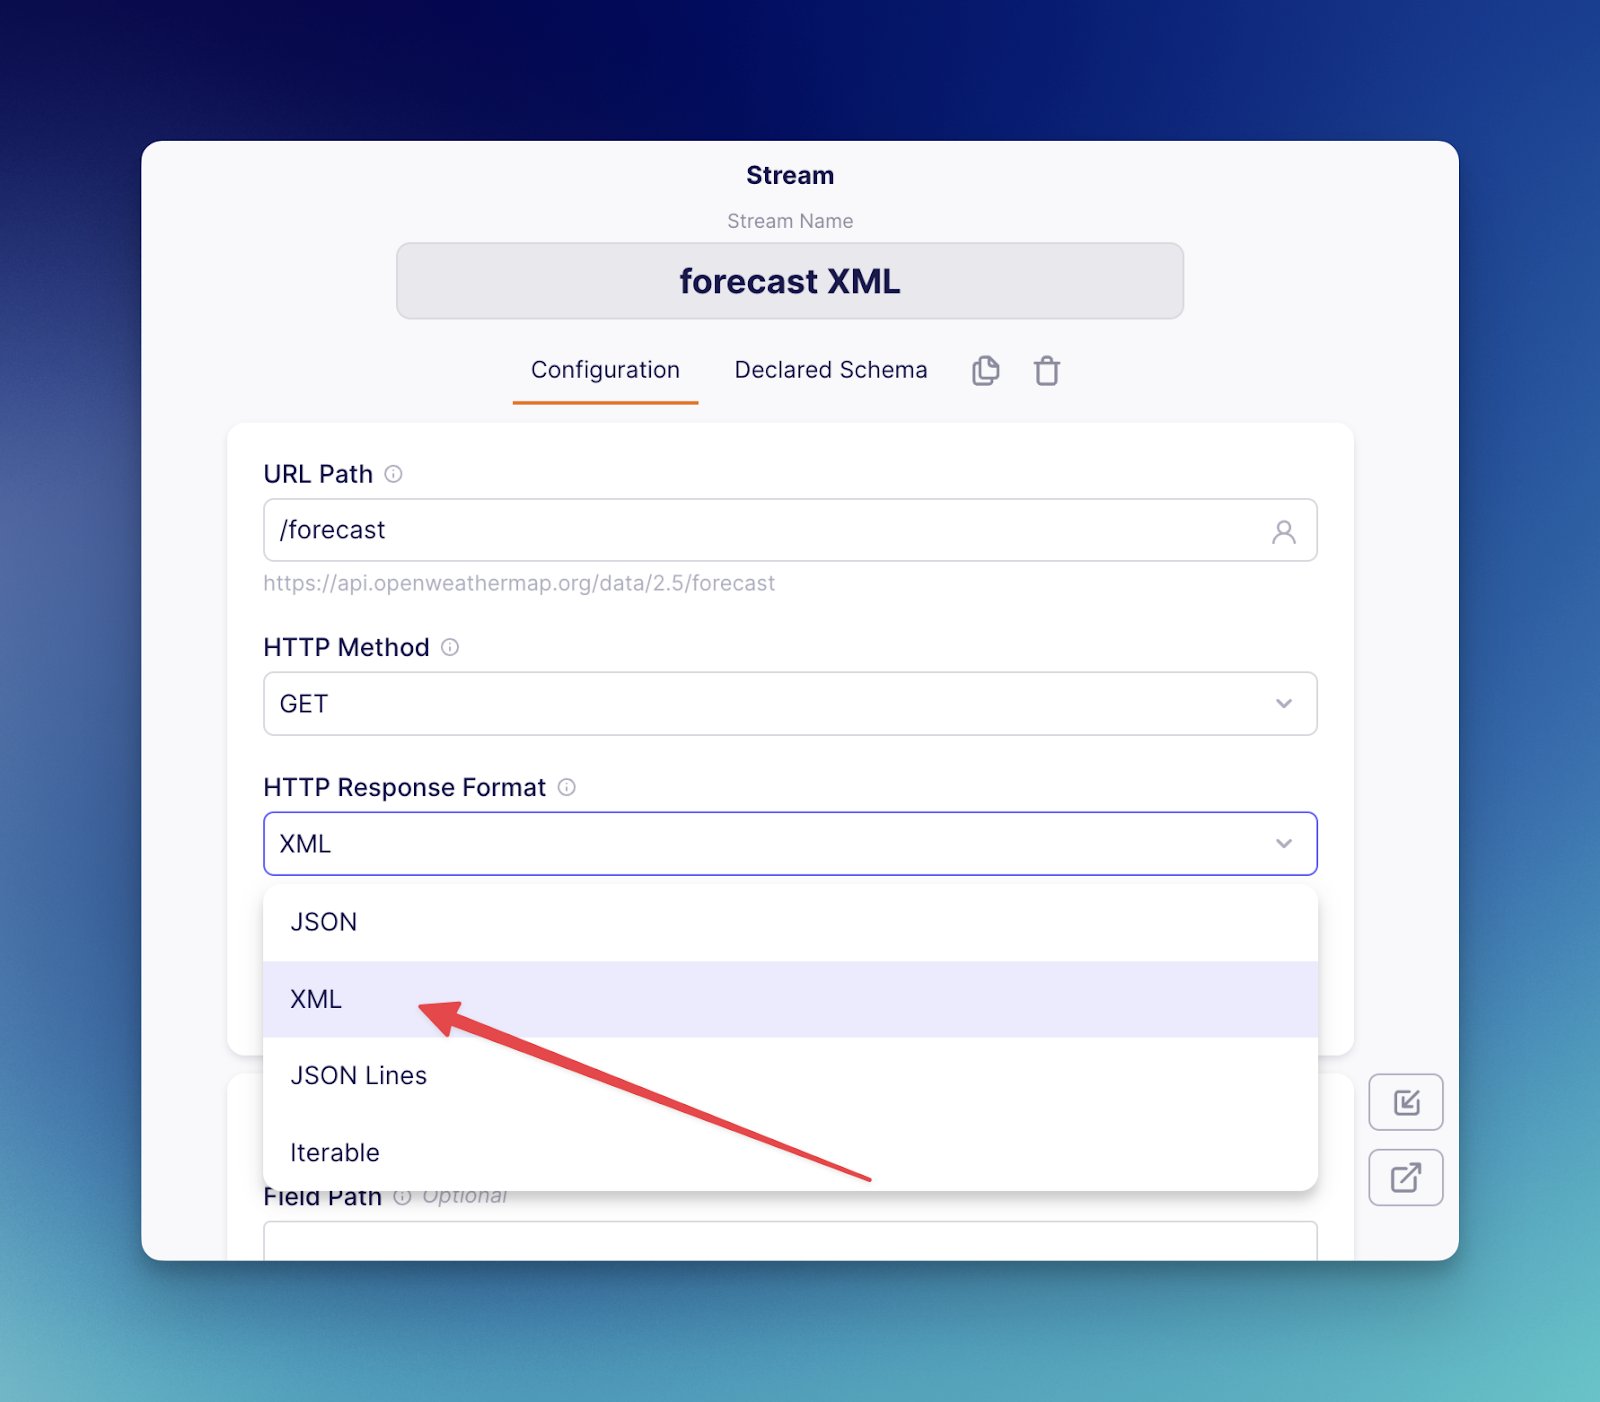 Stream
Stream Name
forecast XML
Configuration Declared Schema
URL Path
/forecast
https://api.openweathermap.org/data/2.5/forecast
HTTP Method
GET
HTTP Response Format
XML
JSON
XML
JSON Lines
Iterable
Field Path Optional